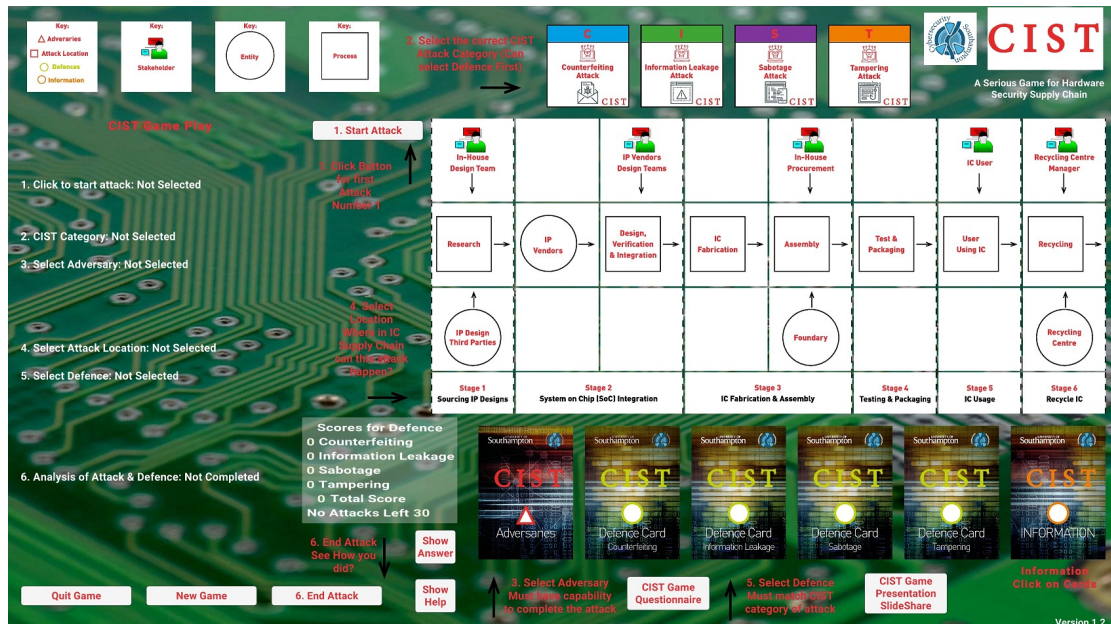 Key:
Adveraries
Attack Location
Defences
Information
Key:
Stakeholder
Key:
Entity
Key:
Process
2. Select the correct CIST
Attack Category (Can
Select Defence First)
C
Counterfeiting
Attack
CIST
I
Information Leakage
Attack
CIST
S
Sabotage
Attack
CIST
T
Tampering
Attack
CIST
Cybersecurity
Southampton
CIST
A Serious Game for Hardware
Security Supply Chain
CIST Game Play
1. Start Attack
1. Click Button
for first
Attack
Number 1
1. Click to start attack: Not Selected
2. CIST Category: Not Selected
3. Select Adversary: Not Selected
4. Select
Location
Where in IC
Supply Chain
can this attack
happen?
4. Select Attack Location: Not Selected
5. Select Defence: Not Selected
6. Analysis of Attack & Defence: Not Completed
In-House
Design Team
IP Vendors
Design Teams
In-House
Procurement
IC User
Recycling Centre
Manager
Research
IP
Vendors
Design,
Verification
& Integration
IC
Fabrication
Assembly
Test &
Packaging
User
Using IC
Recycling
IP Design
Third Parties
Foundary
Recycling
Centre
Stage 1
Sourcing IP Designs
Stage 2
System on Chip (SoC) Integration
Stage 3
IC Fabrication & Assembly
Stage 4
Testing & Packaging
Stage 5
IC Usage
Stage 6
Recycle IC
Scores for Defence
0 Counterfeiting
0 Information Leakage
0 Sabotage
0 Tampering
0 Total Score
No Attacks Left 30
Southampton
CIST
Adversaries
Southampton
CIST
Defence Card
Counterfeiting
Southampton
CIST
Defence Card
Information Leakage
Southampton
CIST
Defence Card
Sabotage
Southampton
CIST
Defence Card
Tampering
Southampton
CIST
INFORMATION
6. End Attack
See How you
did?
Show
Answer
Show
Help
Quit Game
New Game
6. End Attack
3. Select Adversary
Must have capability
to complete the attack
CIST Game
Questionnaire
5. Select Defence
Must match CIST
category of attack
CIST Game
Presentation
SlideShare
Information
Click on Cards
Version 1.2